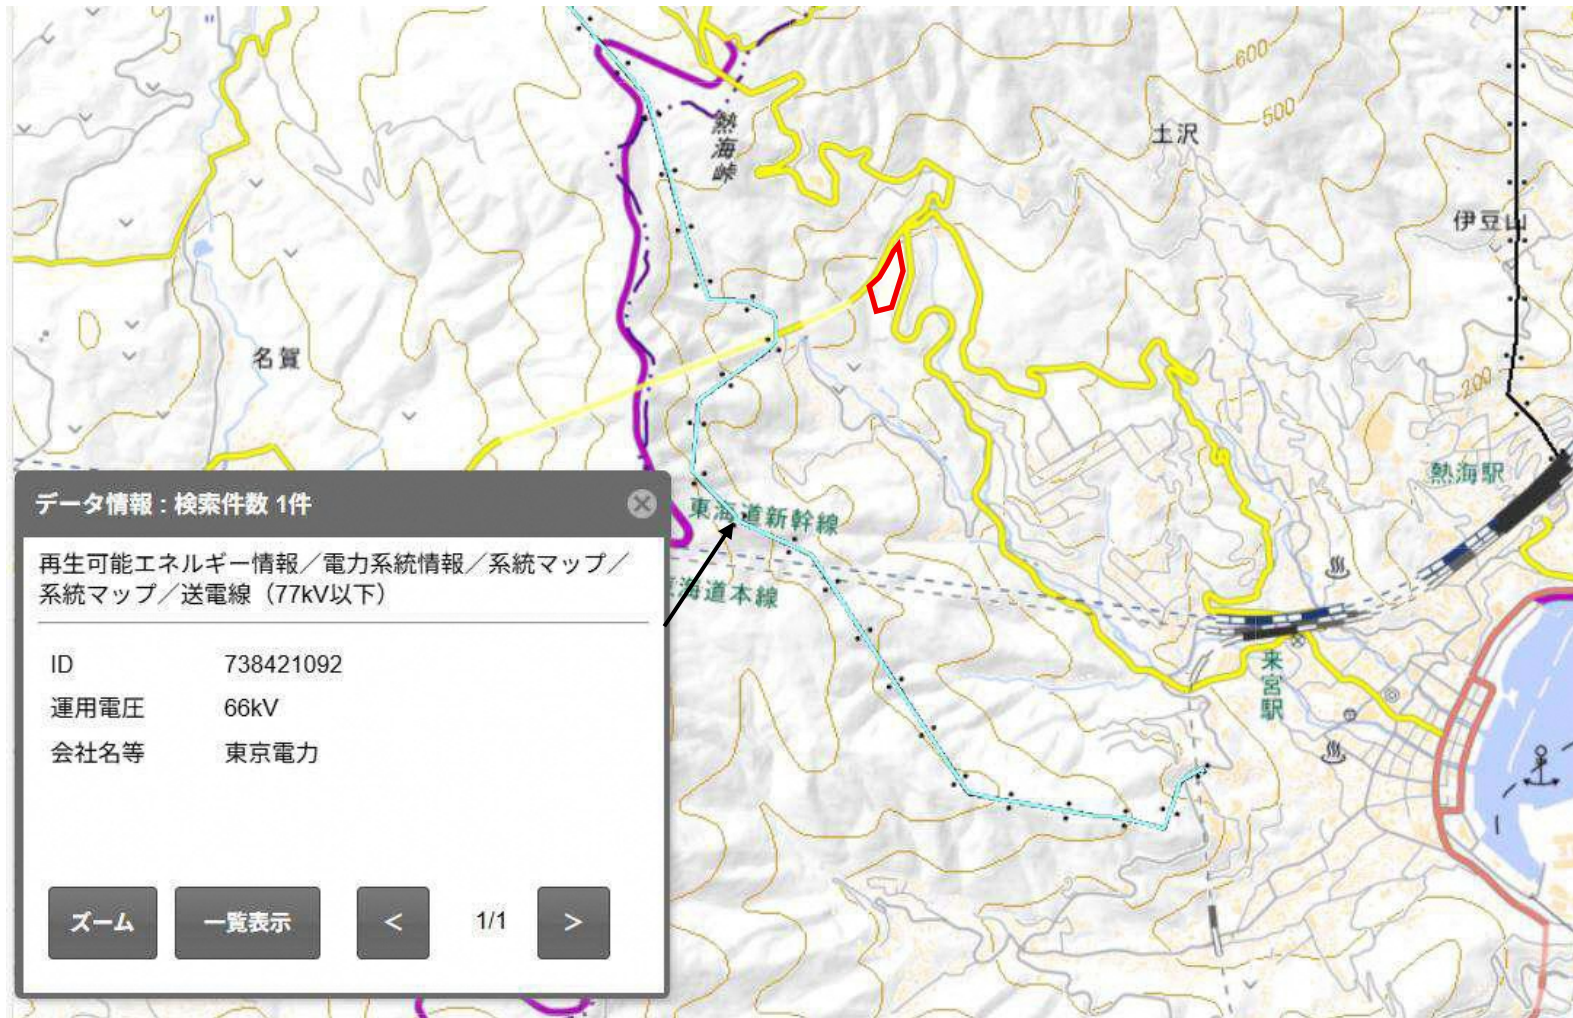 600
500
熱海峠
土沢
伊豆山
名賀
200
熱海駅
東海道新幹線
海道本線
来宮駅
データ情報 : 検索件数 1件
再生可能エネルギー情報／電力系統情報／系統マップ／
系統マップ／送電線（77kV以下）
ID 738421092
運用電圧 66kV
会社名等 東京電力
ズーム 一覧表示 < 1/1 >